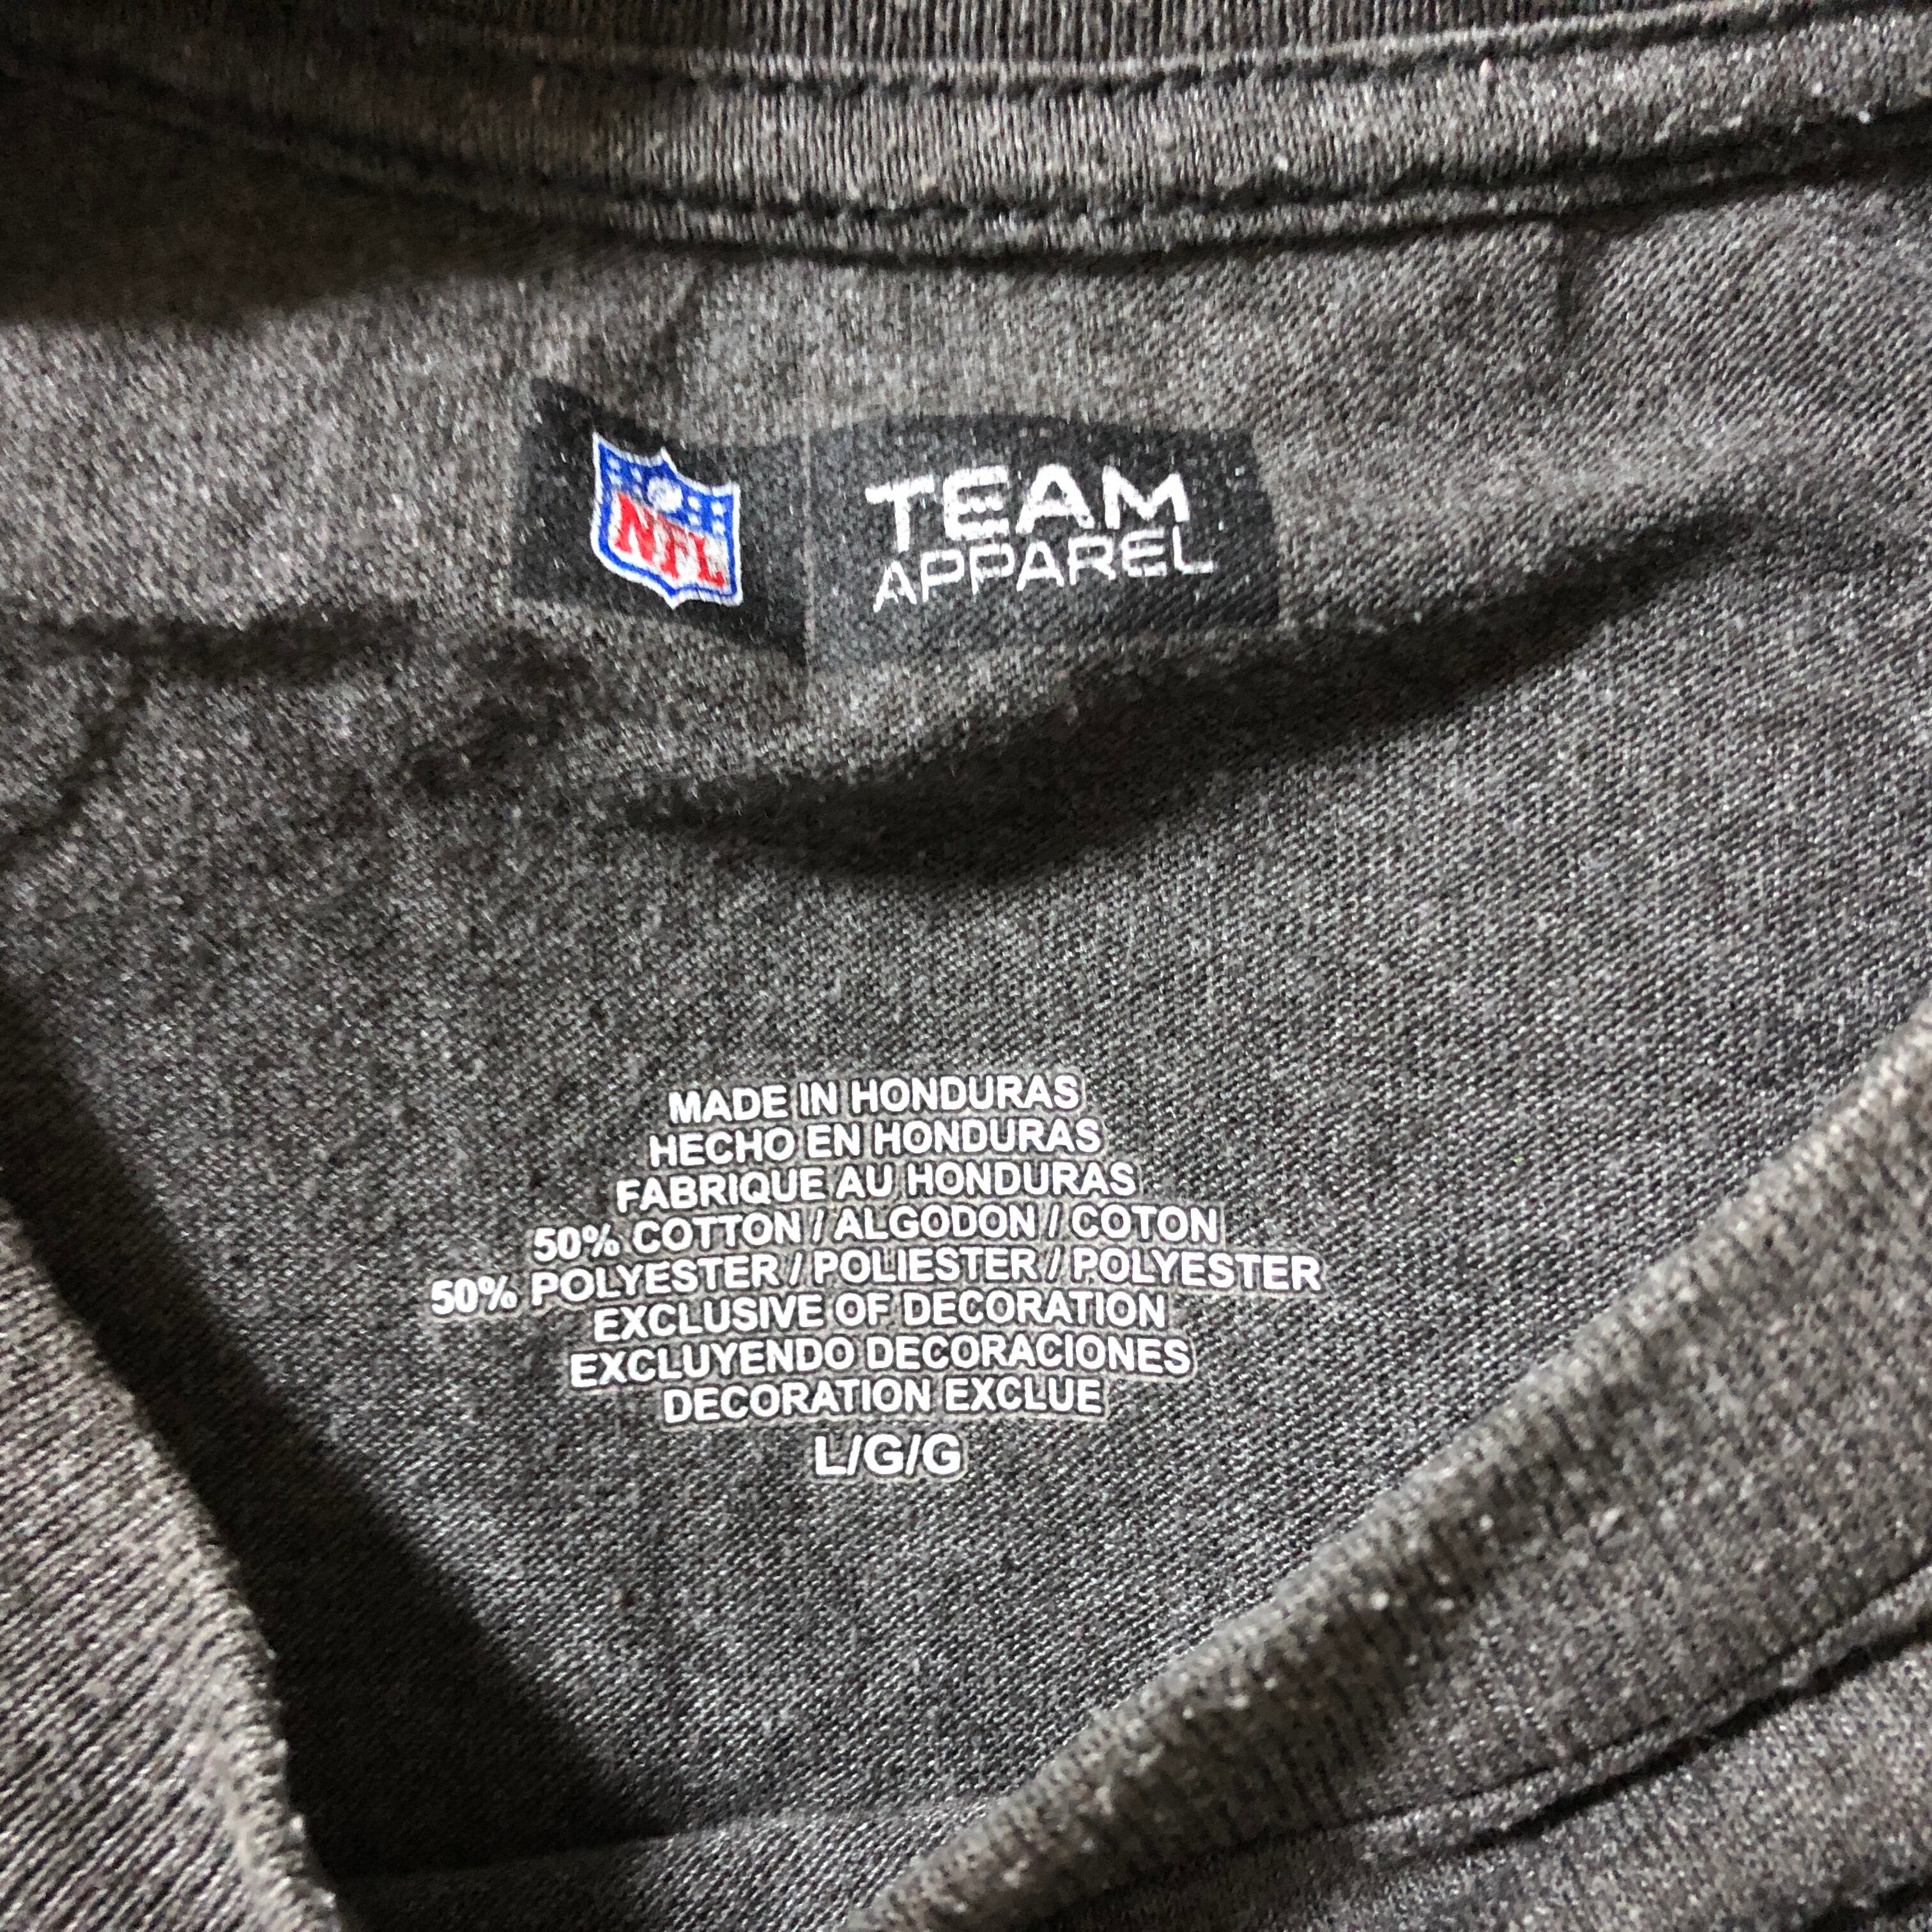 NFL
TEAM
APPAREL
MADE IN HONDURAS
HECHO EN HONDURAS
FABRIQUE AU HONDURAS
50% COTTON / ALGODON / COTON
50% POLYESTER / POLIESTER / POLYESTER
EXCLUSIVE OF DECORATION
EXCLUYENDO DECORACIONES
DECORATION EXCLUE
L/G/G